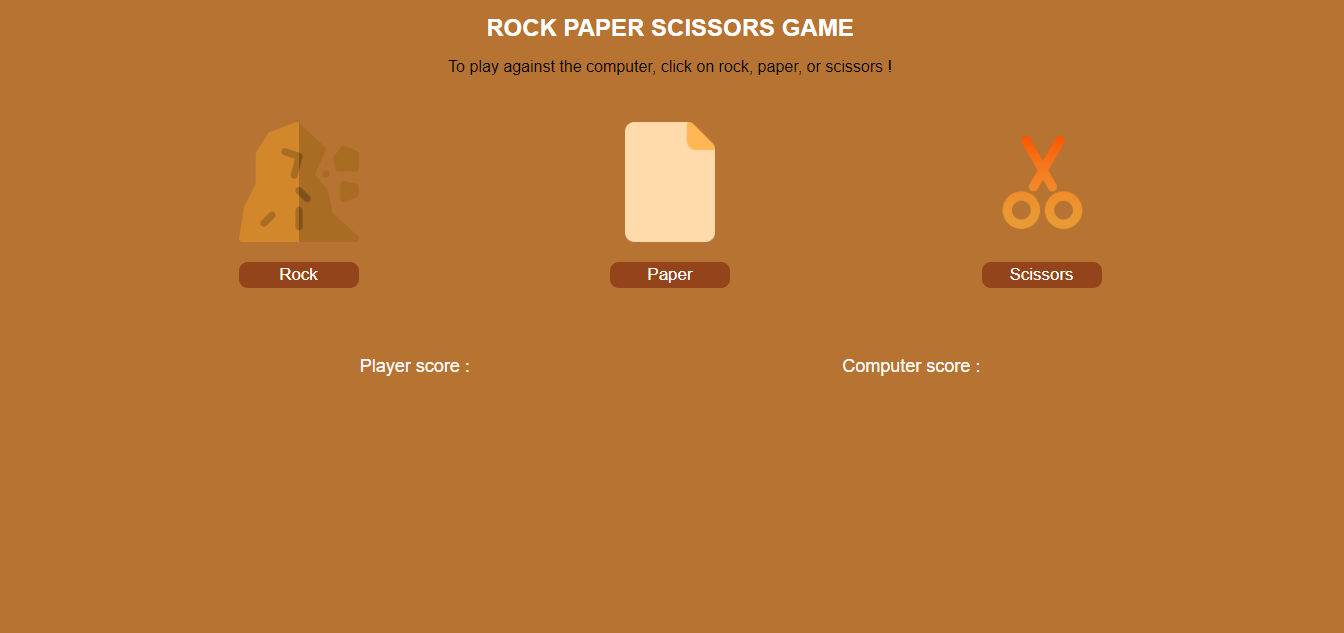 ROCK PAPER SCISSORS GAME
To play against the computer, click on rock, paper, or scissors !
Rock
Paper
Scissors
Player score :
Computer score :